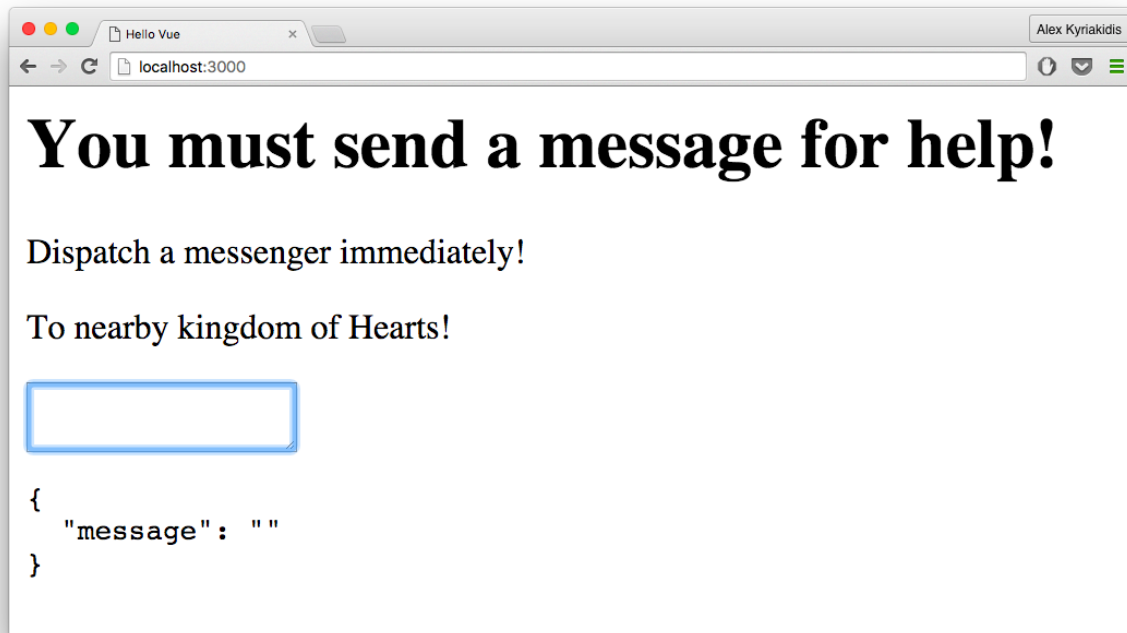 Hello Vue
Alex Kyriakidis
localhost:3000
You must send a message for help!
Dispatch a messenger immediately!
To nearby kingdom of Hearts!
{
"message": ""
}